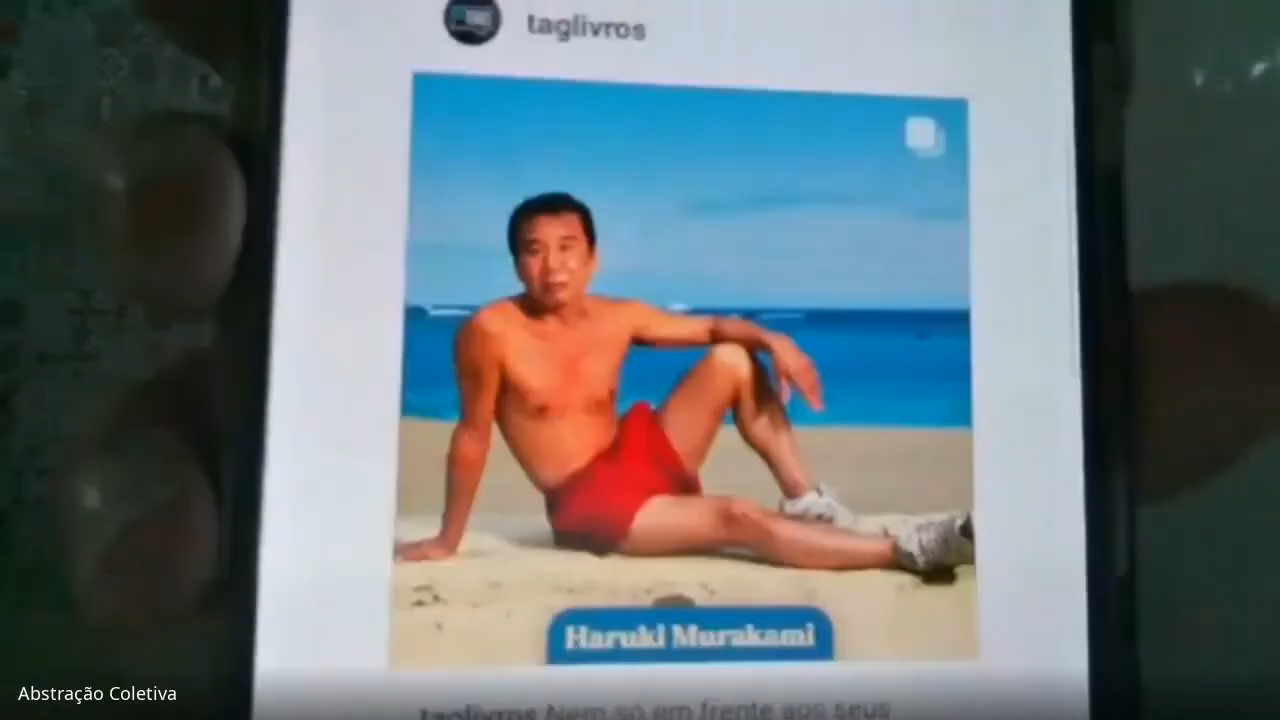 taglivros
Haruki Murakami
taglivros Nem só em frente aos seus
Abstração Coletiva